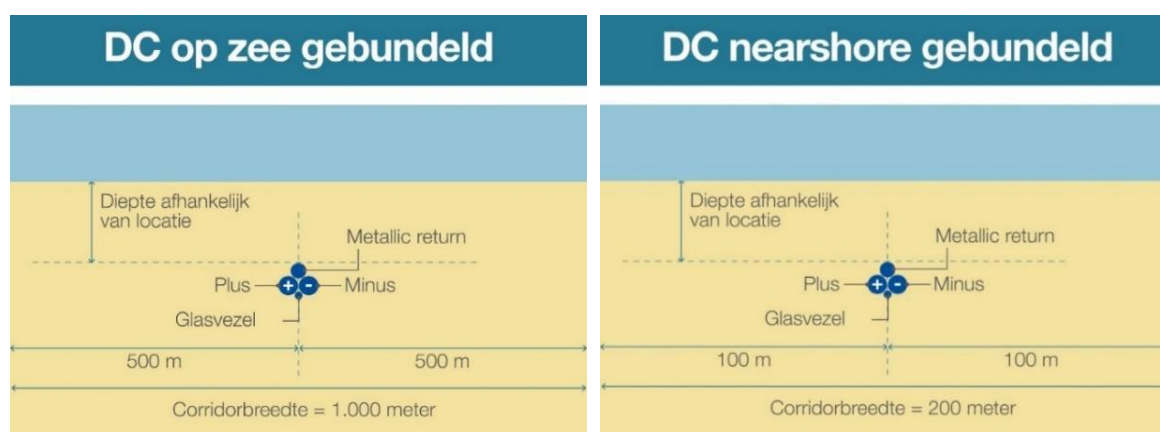 DC op zee gebundeld
Diepte afhankelijk
van locatie
Metallic return
Plus
+
-
Minus
Glasvezel
500 m
500 m
Corridorbreedte = 1.000 meter
DC nearshore gebundeld
Diepte afhankelijk
van locatie
Metallic return
Plus
+
-
Minus
Glasvezel
100 m
100 m
Corridorbreedte = 200 meter